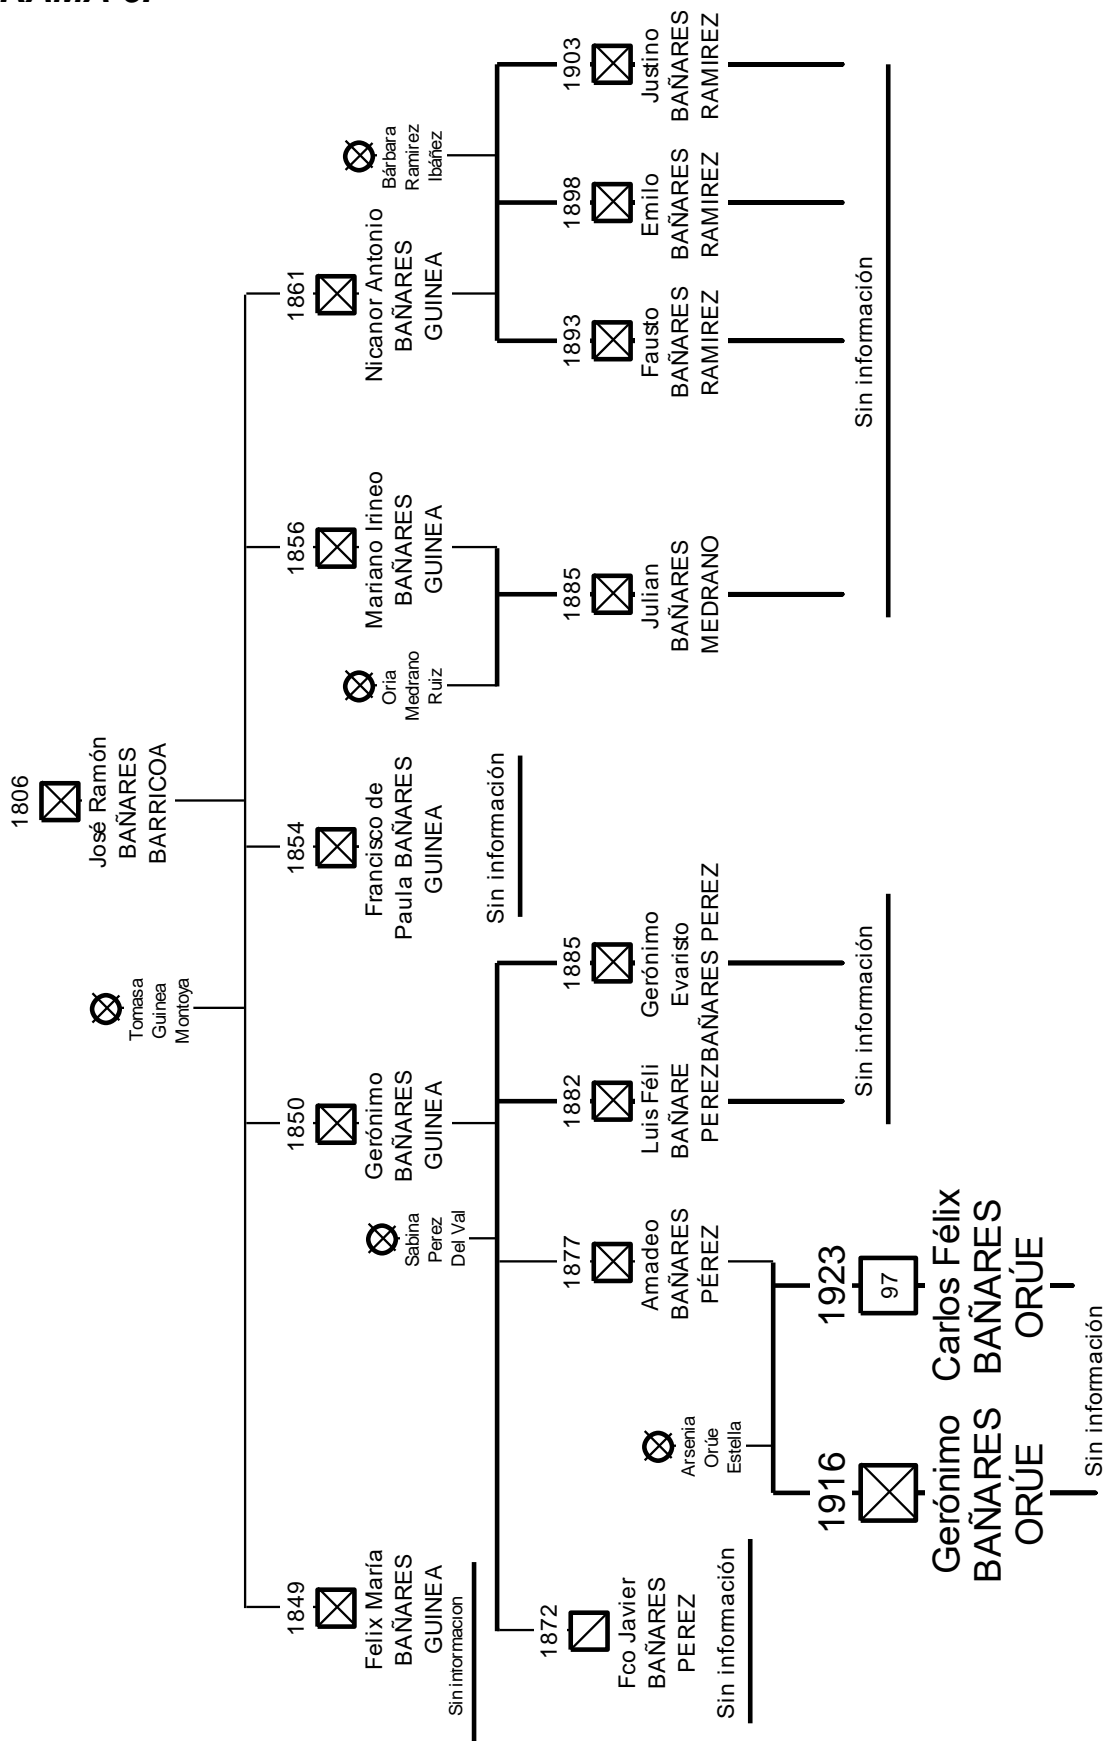 1806
José Ramón
BAÑARES
BARRICOA
Tomasa
Guinea
Montoya
1849
Felix María
BAÑARES
GUINEA
Sin informacion
1850
Gerónimo
BAÑARES
GUINEA
1854
Francisco de
Paula BAÑARES
GUINEA
Sin información
1856
Mariano Irineo
BAÑARES
GUINEA
1861
Nicanor Antonio
BAÑARES
GUINEA
Sabina
Perez
Del Val
Oria
Medrano
Ruiz
Bárbara
Ramirez
Ibáñez
1872
Fco Javier
BAÑARES
PEREZ
Sin información
1877
Amadeo
BAÑARES
PÉREZ
1882
Luis Féli
BAÑARE
PEREZ
1885
Gerónimo
Evaristo
BAÑARES PEREZ
Sin información
1885
Julian
BAÑARES
MEDRANO
1893
Fausto
BAÑARES
RAMIREZ
1898
Emilo
BAÑARES
RAMIREZ
1903
Justino
BAÑARES
RAMIREZ
Sin información
Arsenia
Orúe
Estella
1916
Gerónimo
BAÑARES
ORÚE
1923
97
Carlos Félix
BAÑARES
ORÚE
Sin información